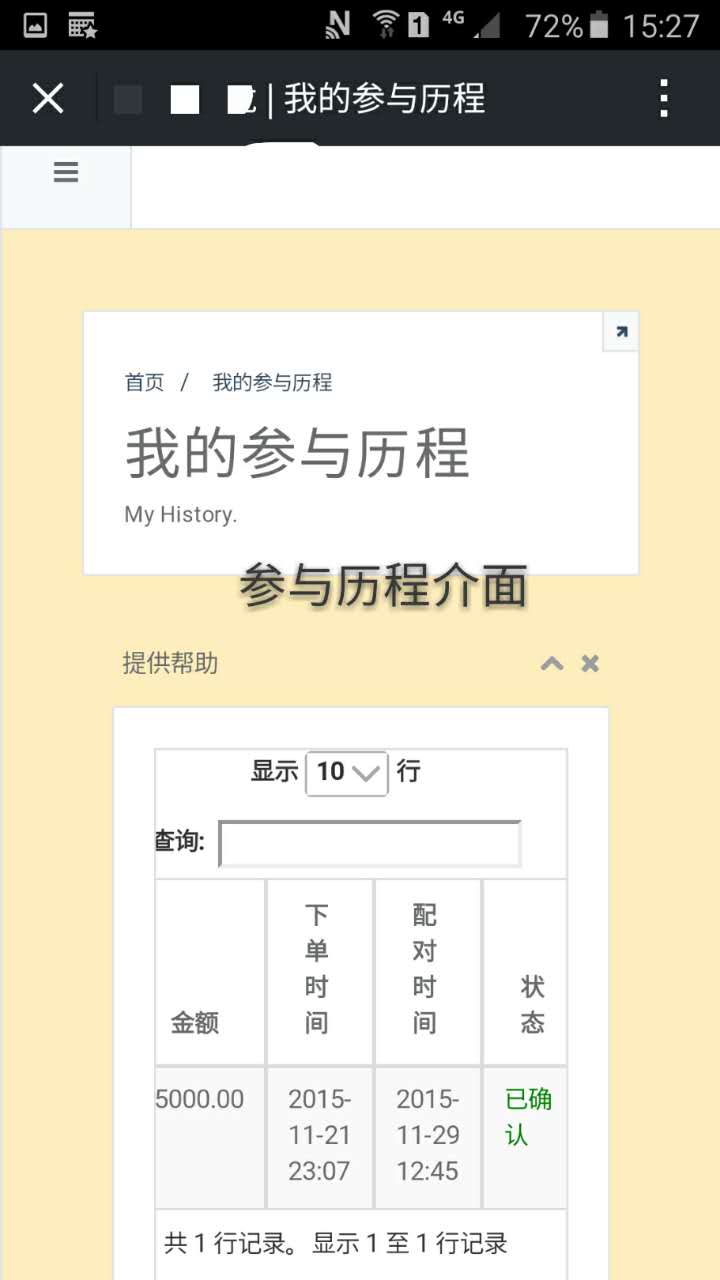 4G 72% 15:27
| 我的参与历程
首页 / 我的参与历程
我的参与历程
My History.
参与历程介面
提供帮助
显示 10 行
查询:
金额 下单时间 配对时间 状态
5000.00 2015-11-21 23:07 2015-11-29 12:45 已确认
共 1 行记录。显示 1 至 1 行记录